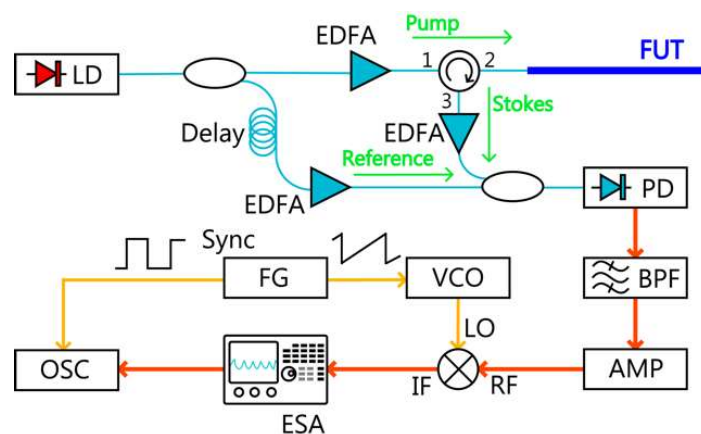 EDFA
Pump
LD
1
2
FUT
3
Stokes
Delay
EDFA
Reference
EDFA
PD
Sync
FG
VCO
BPF
LO
OSC
IF
RF
AMP
ESA